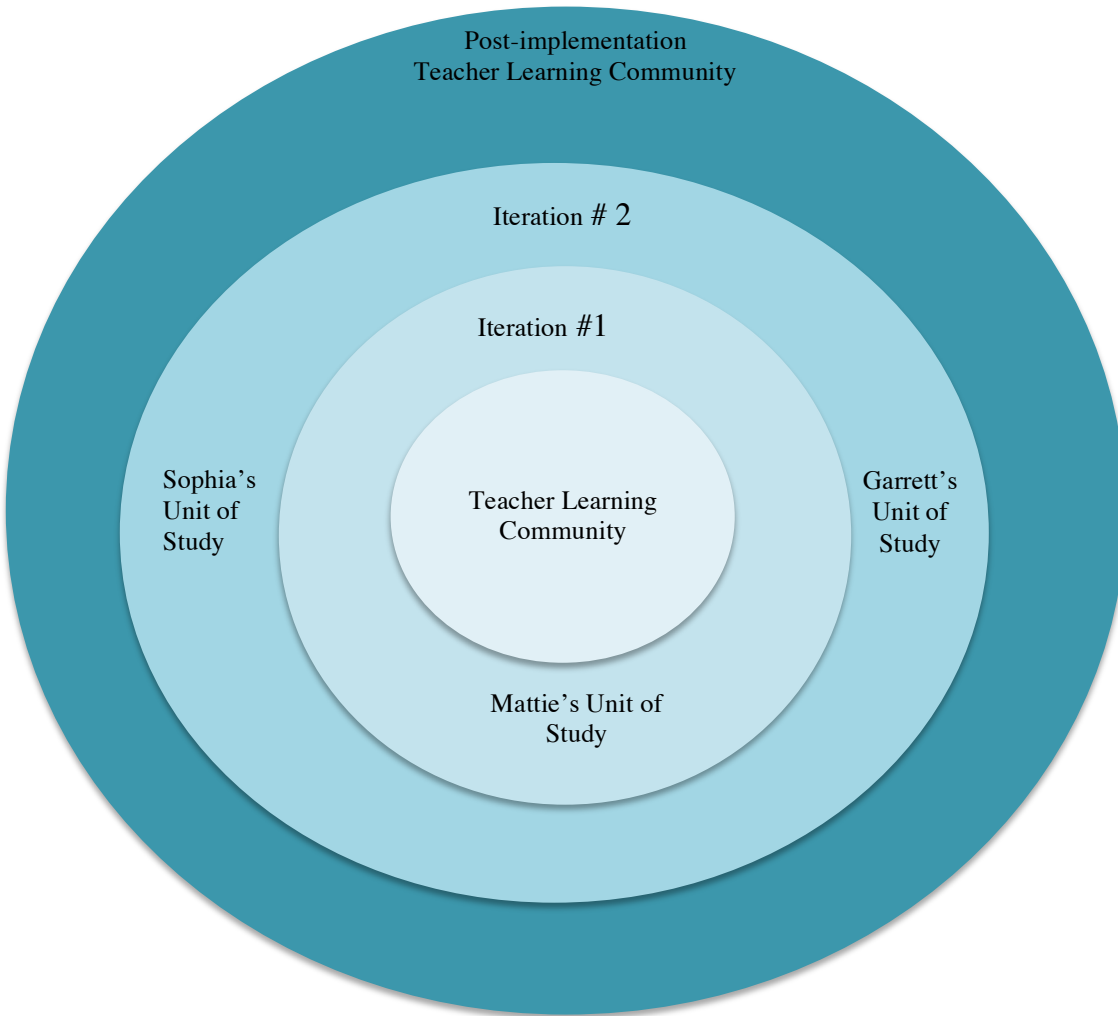 Post-implementation
Teacher Learning Community
Iteration # 2
Iteration #1
Sophia’s
Unit of
Study
Teacher Learning
Community
Garrett’s
Unit of
Study
Mattie’s Unit of
Study